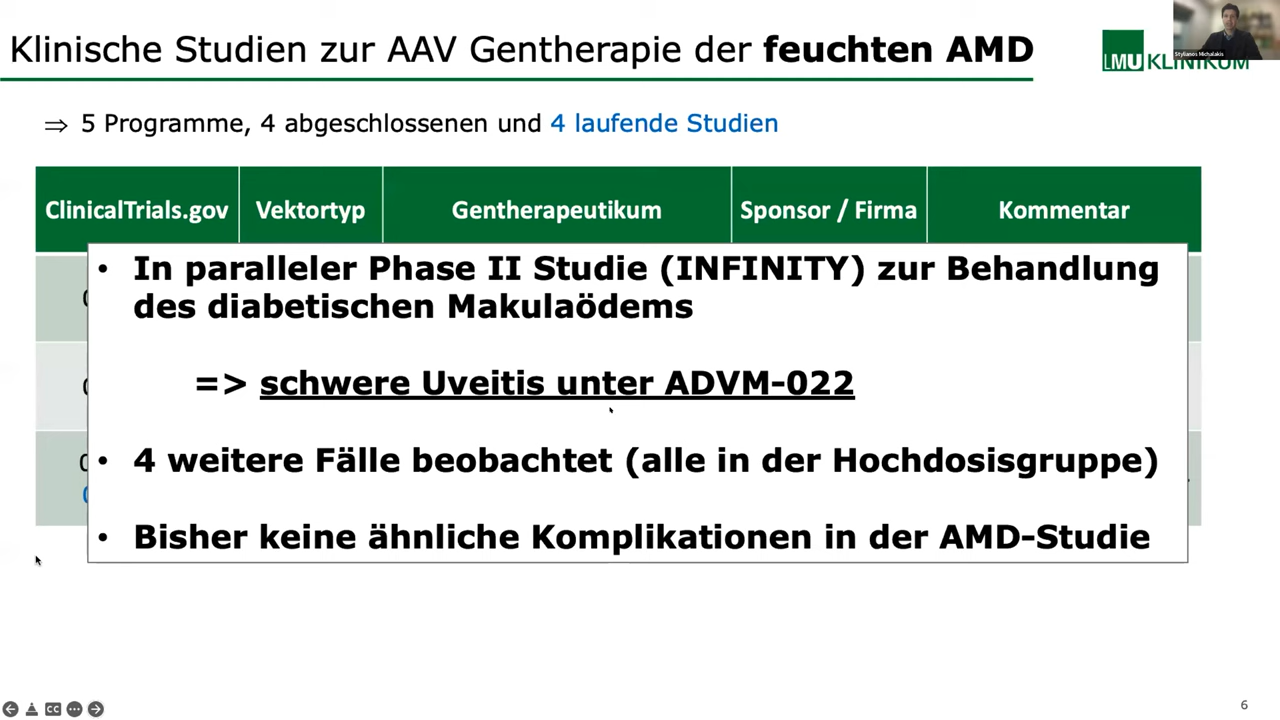 Klinische Studien zur AAV Gentherapie der feuchten AMD
LMU KLINIKUM
Stylianos Michalakis
⇒ 5 Programme, 4 abgeschlossenen und 4 laufende Studien
ClinicalTrials.gov Vektortyp Gentherapeutikum Sponsor / Firma Kommentar
• In paralleler Phase II Studie (INFINITY) zur Behandlung
des diabetischen Makulaödems
=> schwere Uveitis unter ADVM-022
• 4 weitere Fälle beobachtet (alle in der Hochdosisgruppe)
• Bisher keine ähnliche Komplikationen in der AMD-Studie
CC
6